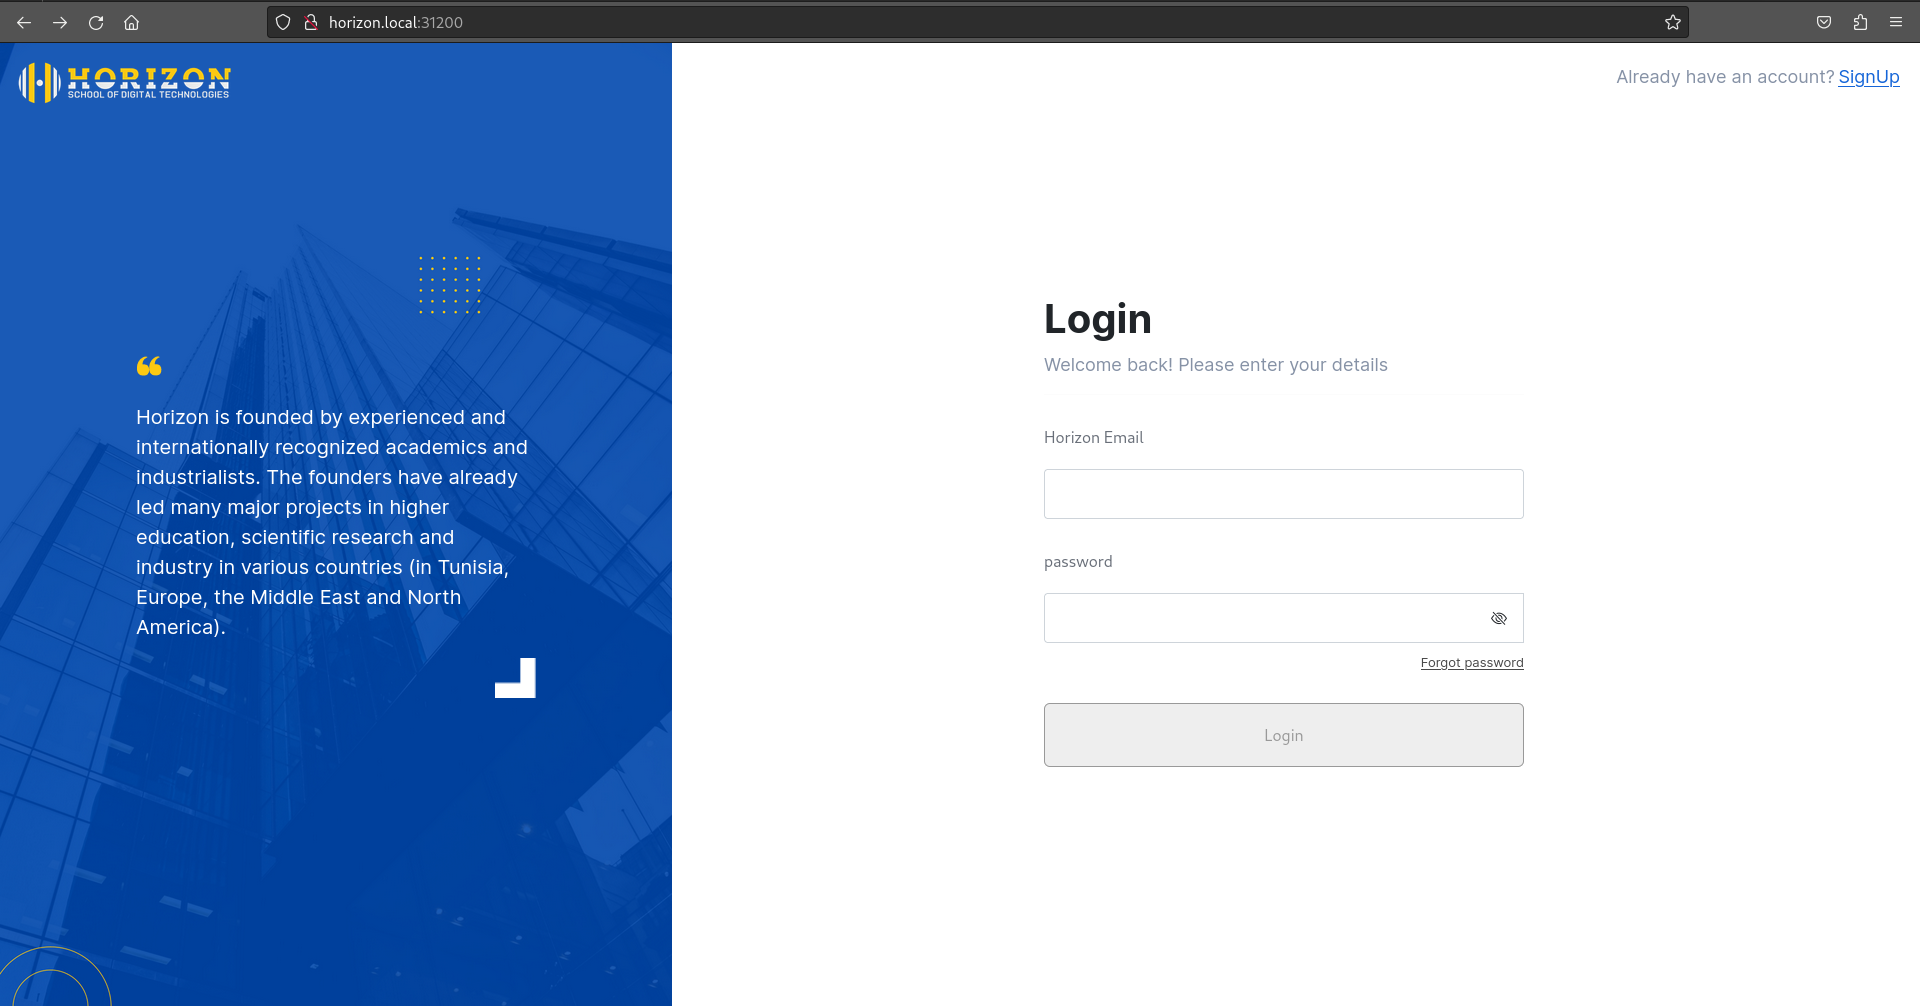 horizon.local:31200
HORIZON
SCHOOL OF DIGITAL TECHNOLOGIES
Already have an account? SignUp
“
Horizon is founded by experienced and
internationally recognized academics and
industrialists. The founders have already
led many major projects in higher
education, scientific research and
industry in various countries (in Tunisia,
Europe, the Middle East and North
America).
Login
Welcome back! Please enter your details
Horizon Email
password
Forgot password
Login